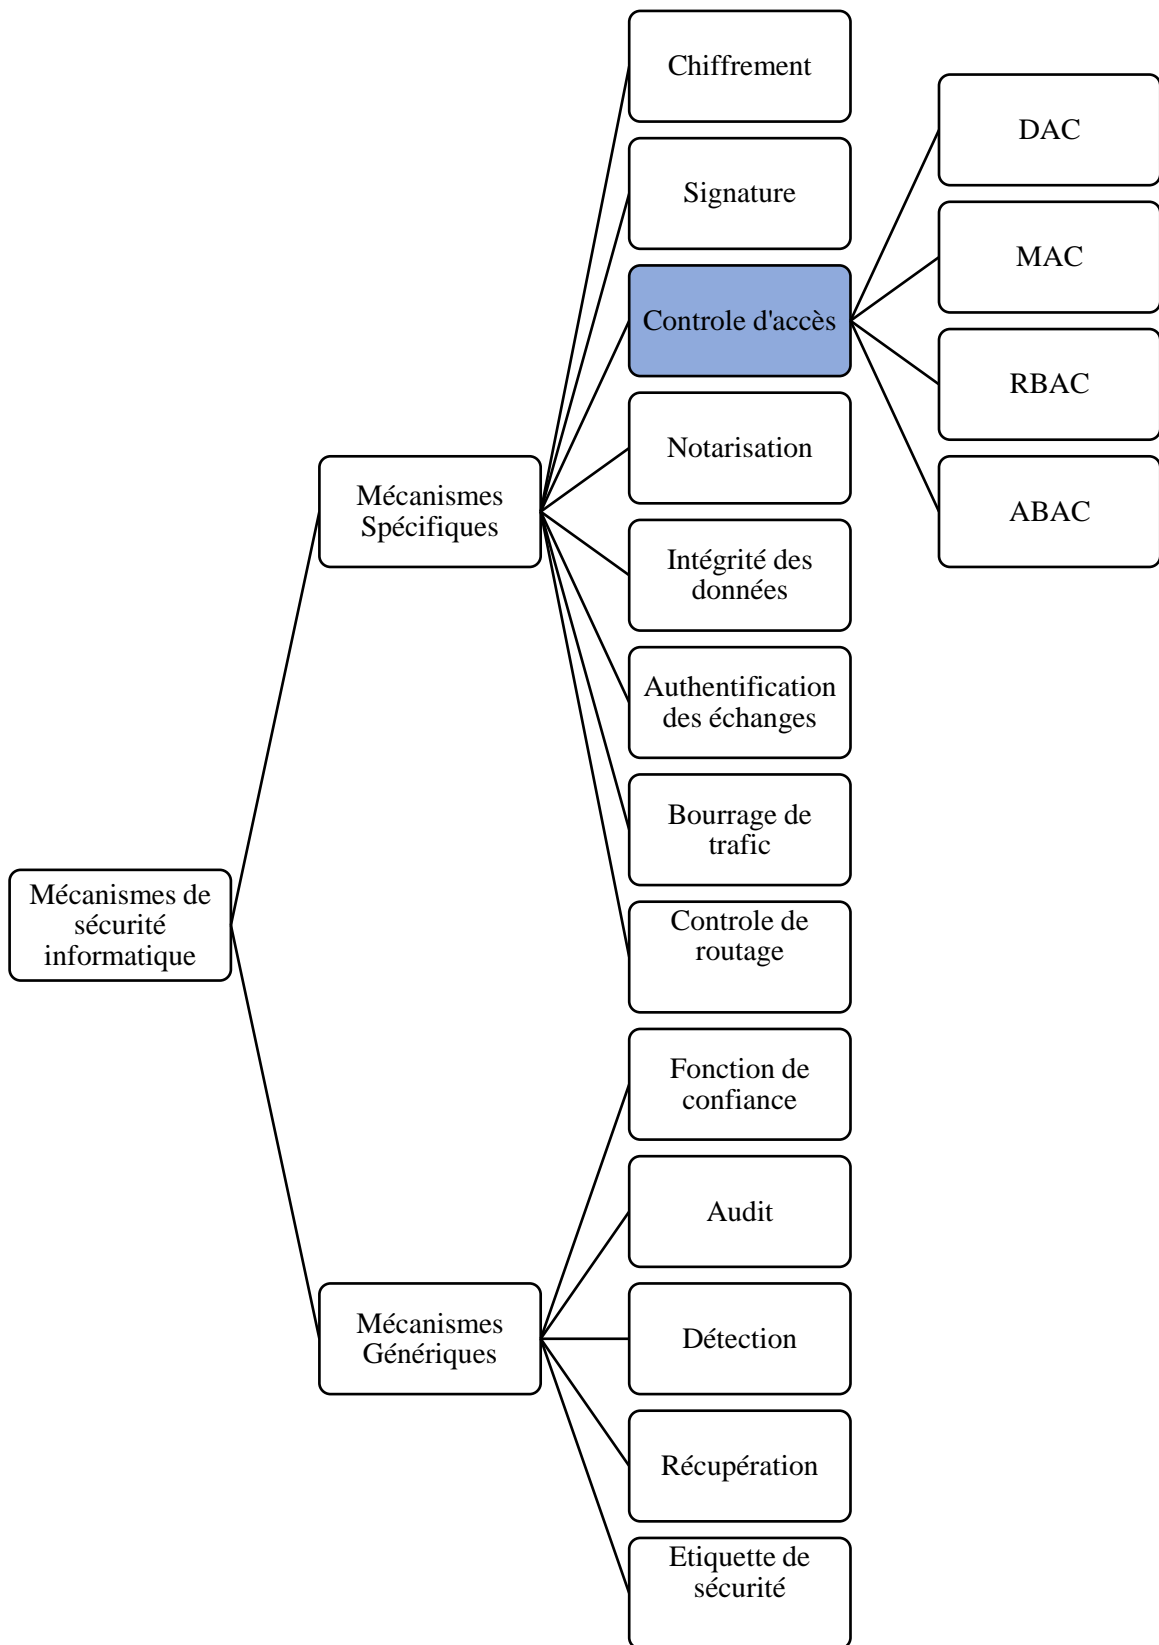 Mécanismes de
sécurité
informatique
Mécanismes
Spécifiques
Chiffrement
Signature
Controle d'accès
DAC
MAC
RBAC
ABAC
Notarisation
Intégrité des
données
Authentification
des échanges
Bourrage de
trafic
Controle de
routage
Mécanismes
Génériques
Fonction de
confiance
Audit
Détection
Récupération
Etiquette de
sécurité